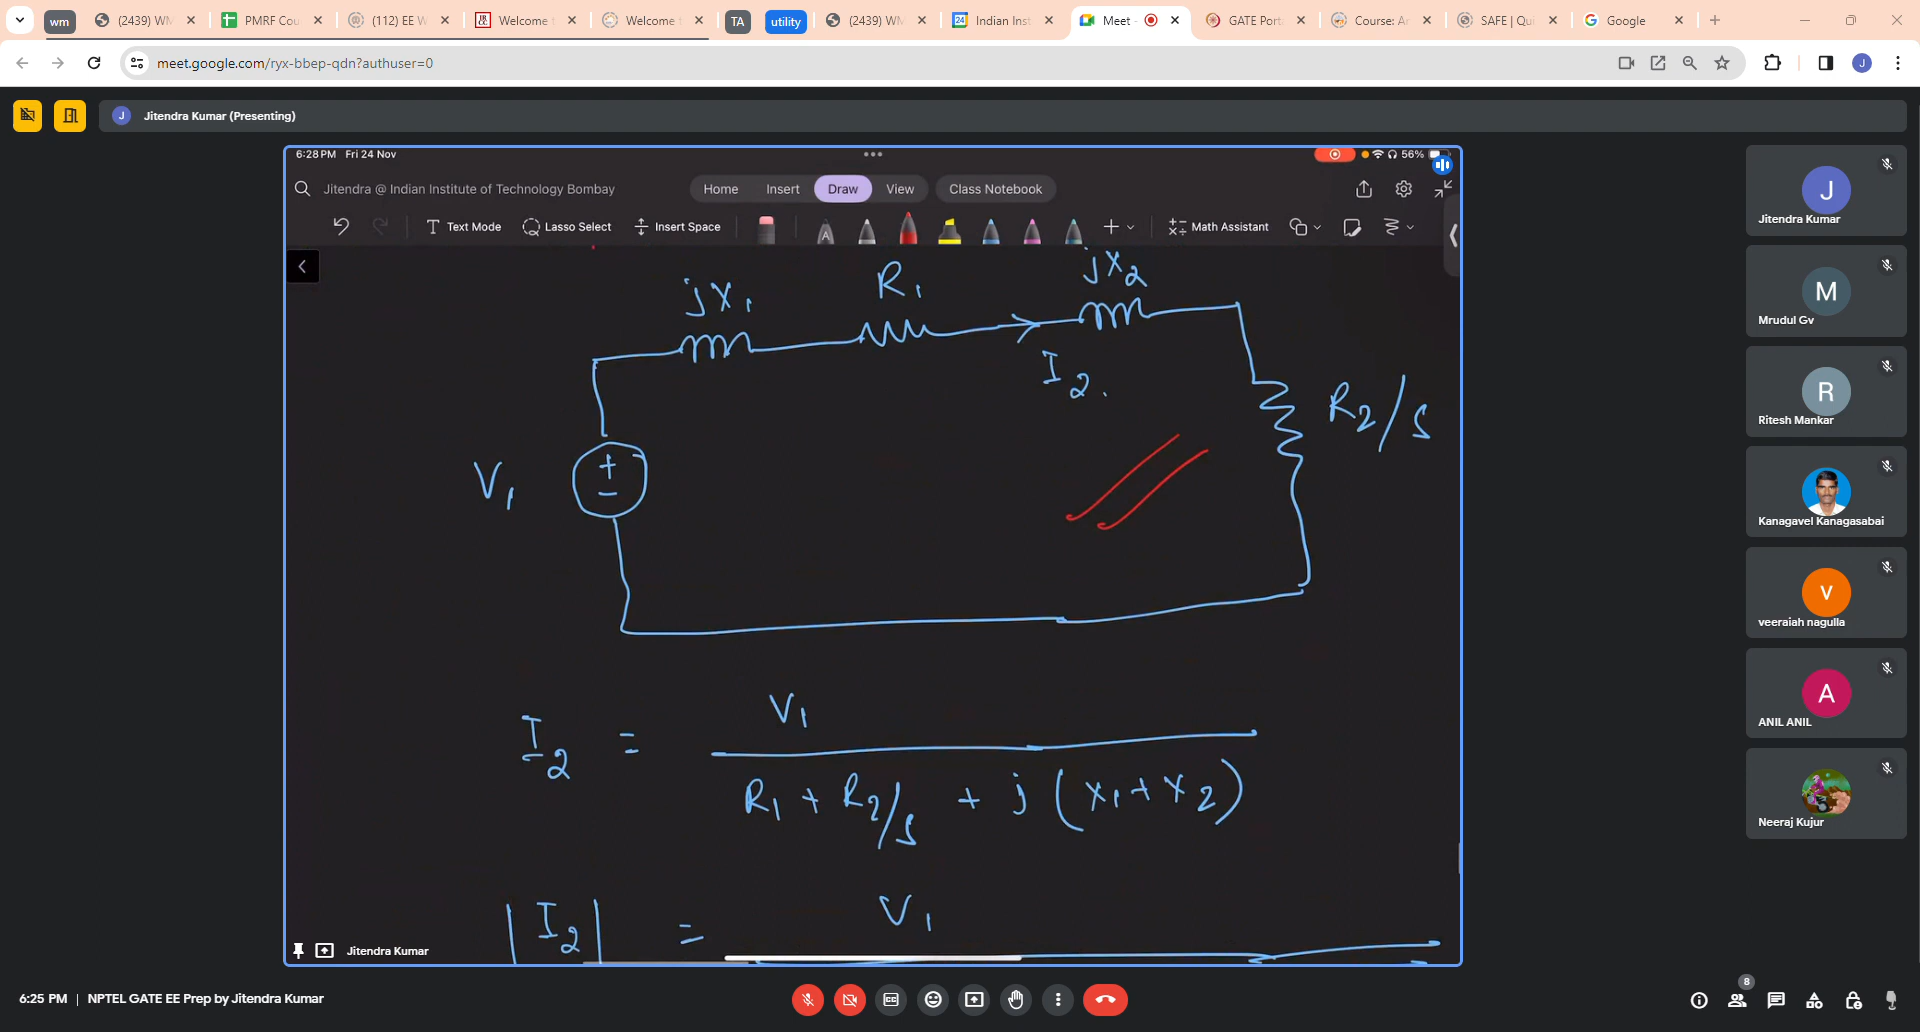 wm
(2439) WM
PMRF Cou
(112) EE W
Welcome t
Welcome t
TA
utility
(2439) WM
Indian Inst
Meet -
GATE Port
Course: Ar
SAFE | Qui
Google
meet.google.com/ryx-bbep-qdn?authuser=0
J
J
Jitendra Kumar (Presenting)
6:28 PM Fri 24 Nov
56%
Jitendra @ Indian Institute of Technology Bombay
Home
Insert
Draw
View
Class Notebook
Text Mode
Lasso Select
Insert Space
A
Math Assistant
jX₁
R₁
jX₂
I₂.
R₂/s
V₁
+
−
I₂ = V₁
R₁ + R₂/s + j (X₁ + X₂)
|I₂| = V₁
Jitendra Kumar
J
Jitendra Kumar
M
Mrudul Gv
R
Ritesh Mankar
Kanagavel Kanagasabai
V
veeraiah nagulla
A
ANIL ANIL
Neeraj Kujur
6:25 PM | NPTEL GATE EE Prep by Jitendra Kumar
8